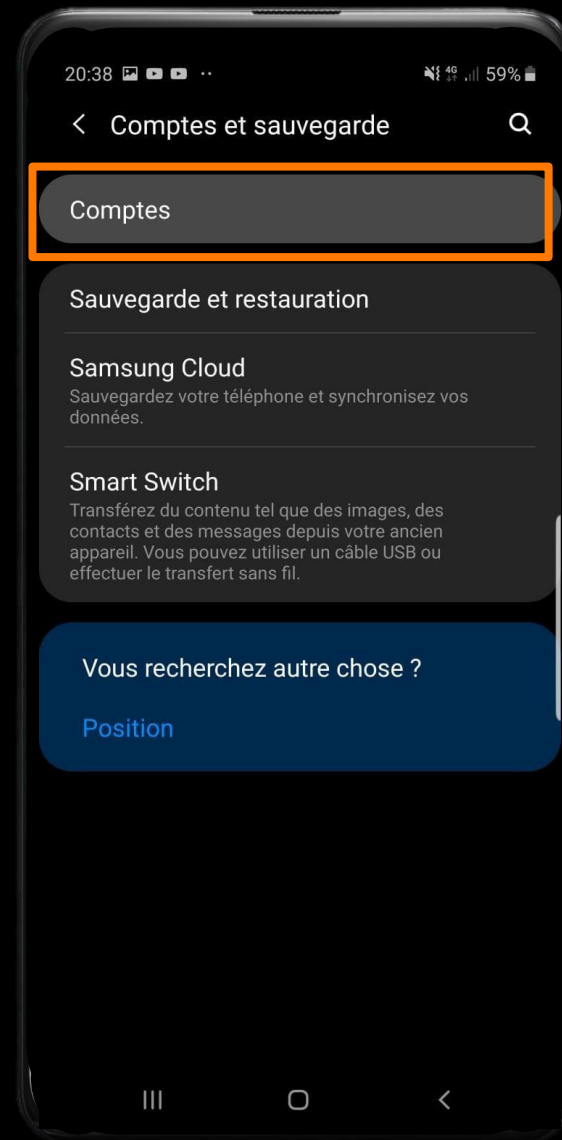 20:38 4G 59%
Comptes et sauvegarde
Comptes
Sauvegarde et restauration
Samsung Cloud
Sauvegardez votre téléphone et synchronisez vos
données.
Smart Switch
Transférez du contenu tel que des images, des
contacts et des messages depuis votre ancien
appareil. Vous pouvez utiliser un câble USB ou
effectuer le transfert sans fil.
Vous recherchez autre chose ?
Position